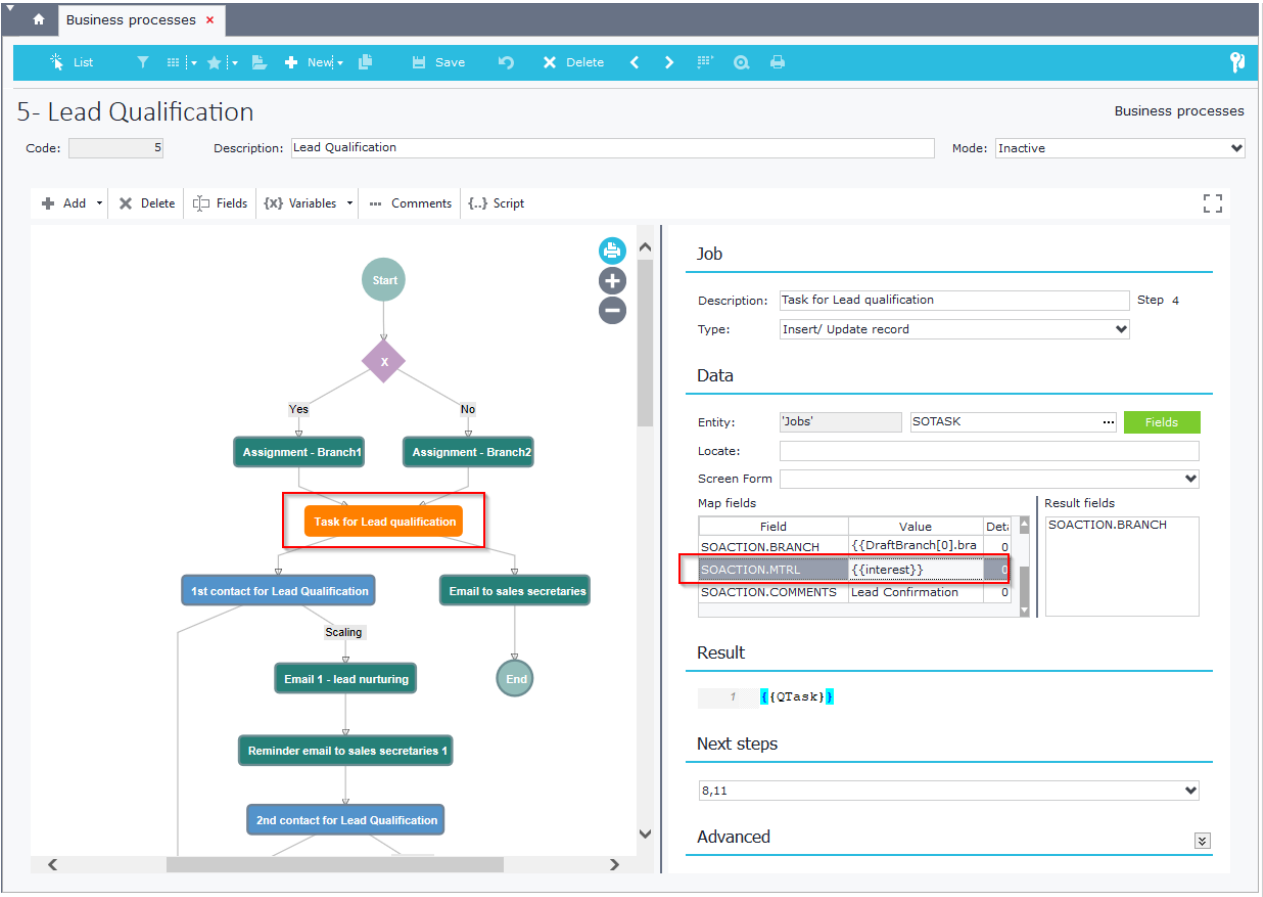 Business processes ×
List New Save Delete
5- Lead Qualification
Business processes
Code: 5 Description: Lead Qualification Mode: Inactive
Add Delete Fields {X} Variables Comments {..} Script
Start
X
Yes No
Assignment - Branch1 Assignment - Branch2
Task for Lead qualification
1st contact for Lead Qualification Email to sales secretaries
Scaling
Email 1 - lead nurturing End
Reminder email to sales secretaries 1
2nd contact for Lead Qualification
Job
Description: Task for Lead qualification Step 4
Type: Insert/ Update record
Data
Entity: 'Jobs' SOTASK ... Fields
Locate:
Screen Form
Map fields Result fields
Field Value Deta SOACTION.BRANCH
SOACTION.BRANCH {{DraftBranch[0].bra 0
SOACTION.MTRL {{interest}} 0
SOACTION.COMMENTS Lead Confirmation 0
Result
1 {{QTask}}
Next steps
8,11
Advanced